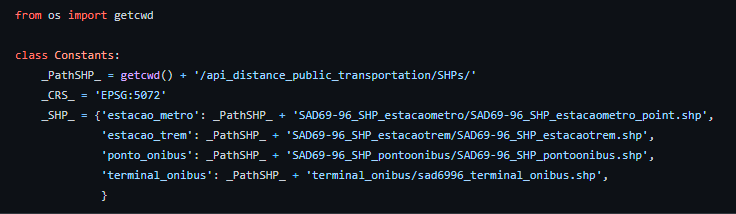 from os import getcwd
class Constants:
_PathSHP_ = getcwd() + '/api_distance_public_transportation/SHPs/'
_CRS_ = 'EPSG:5072'
_SHP_ = {'estacao_metro': _PathSHP_ + 'SAD69-96_SHP_estacaometro/SAD69-96_SHP_estacaometro_point.shp',
'estacao_trem': _PathSHP_ + 'SAD69-96_SHP_estacaotrem/SAD69-96_SHP_estacaotrem.shp',
'ponto_onibus': _PathSHP_ + 'SAD69-96_SHP_pontoonibus/SAD69-96_SHP_pontoonibus.shp',
'terminal_onibus': _PathSHP_ + 'terminal_onibus/sad6996_terminal_onibus.shp',
}